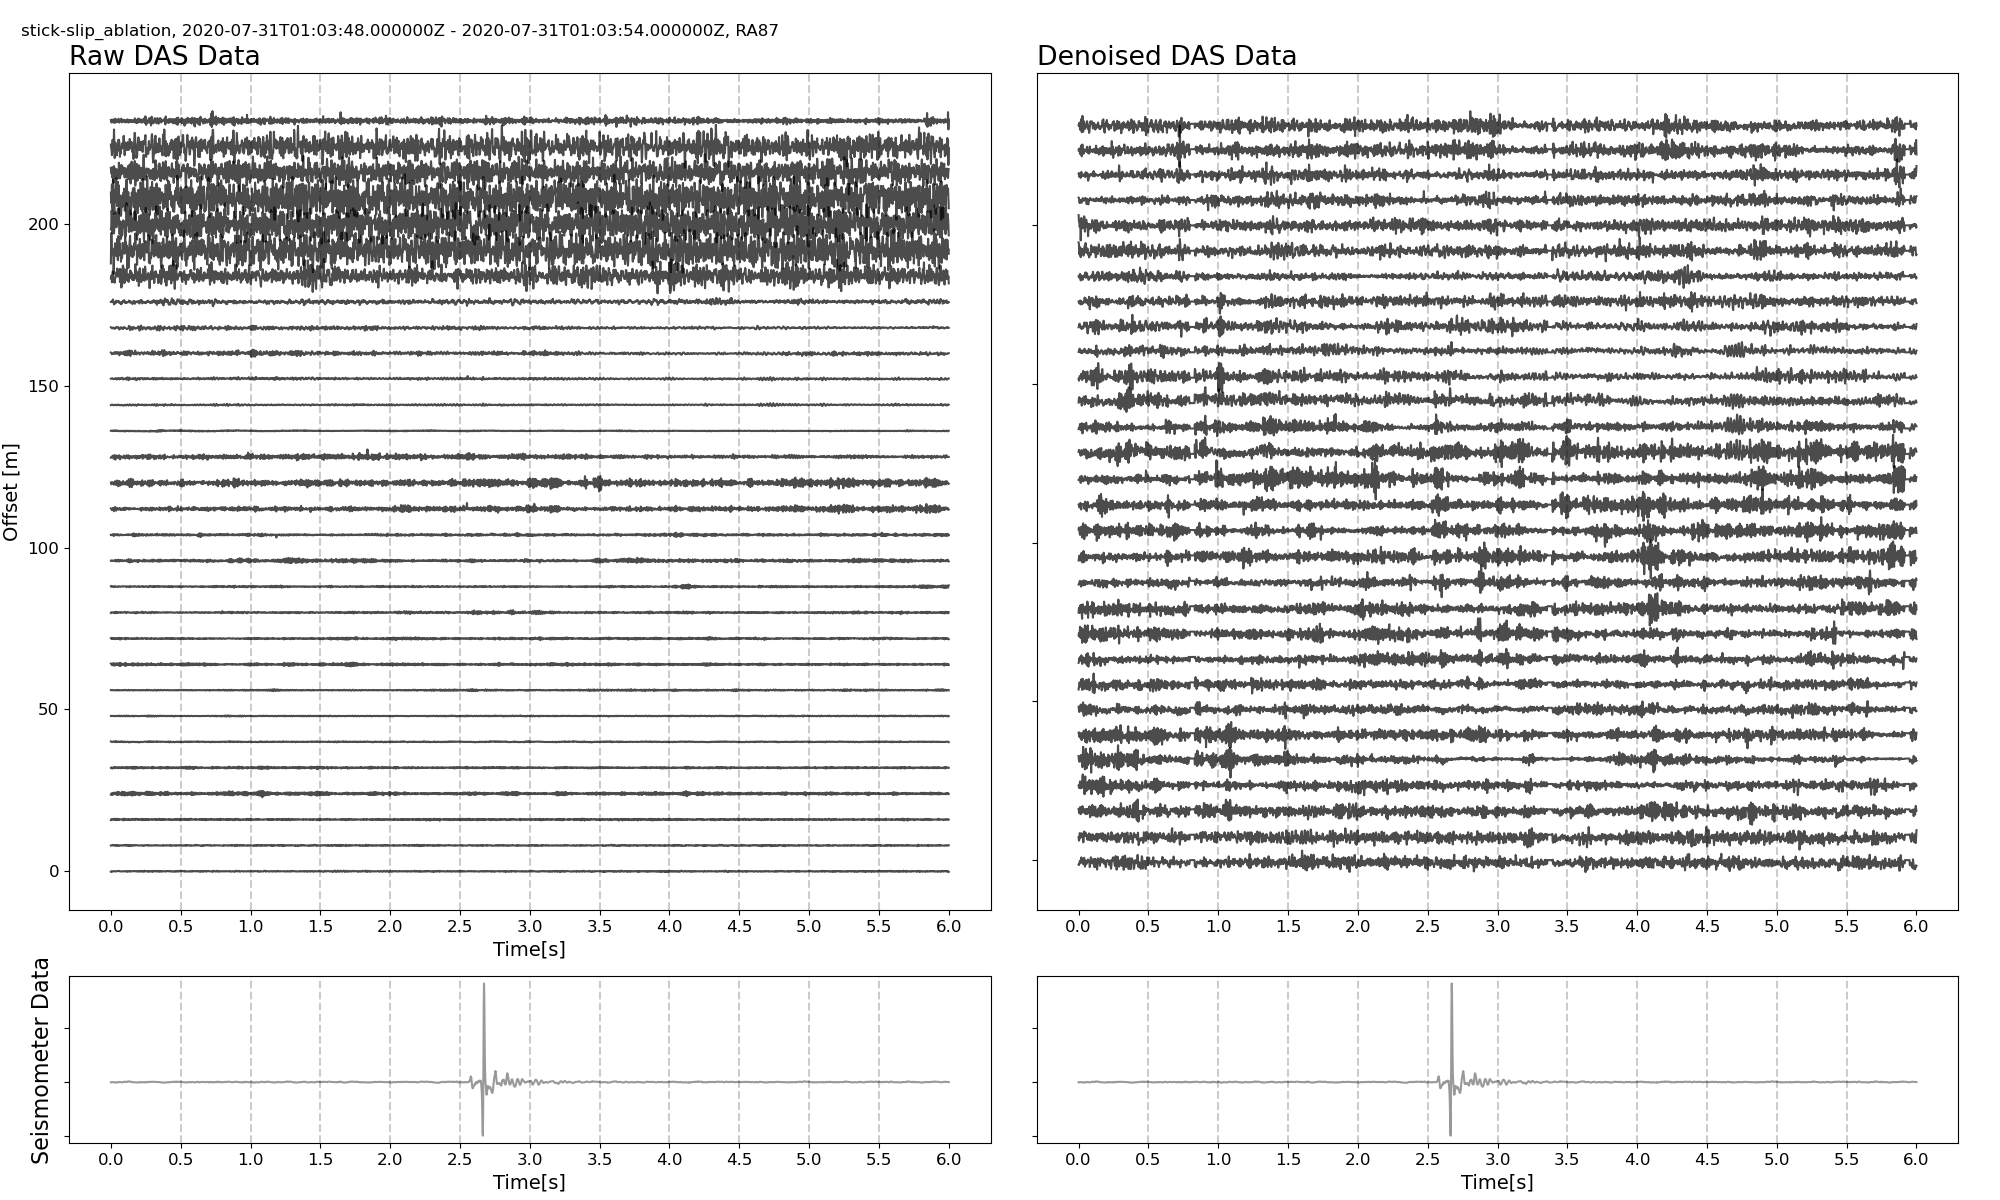 stick-slip_ablation, 2020-07-31T01:03:48.000000Z - 2020-07-31T01:03:54.000000Z, RA87
Raw DAS Data
Denoised DAS Data
Offset [m]
200
150
100
50
0
0.0 0.5 1.0 1.5 2.0 2.5 3.0 3.5 4.0 4.5 5.0 5.5 6.0
Time[s]
0.0 0.5 1.0 1.5 2.0 2.5 3.0 3.5 4.0 4.5 5.0 5.5 6.0
Seismometer Data
0.0 0.5 1.0 1.5 2.0 2.5 3.0 3.5 4.0 4.5 5.0 5.5 6.0
Time[s]
0.0 0.5 1.0 1.5 2.0 2.5 3.0 3.5 4.0 4.5 5.0 5.5 6.0
Time[s]